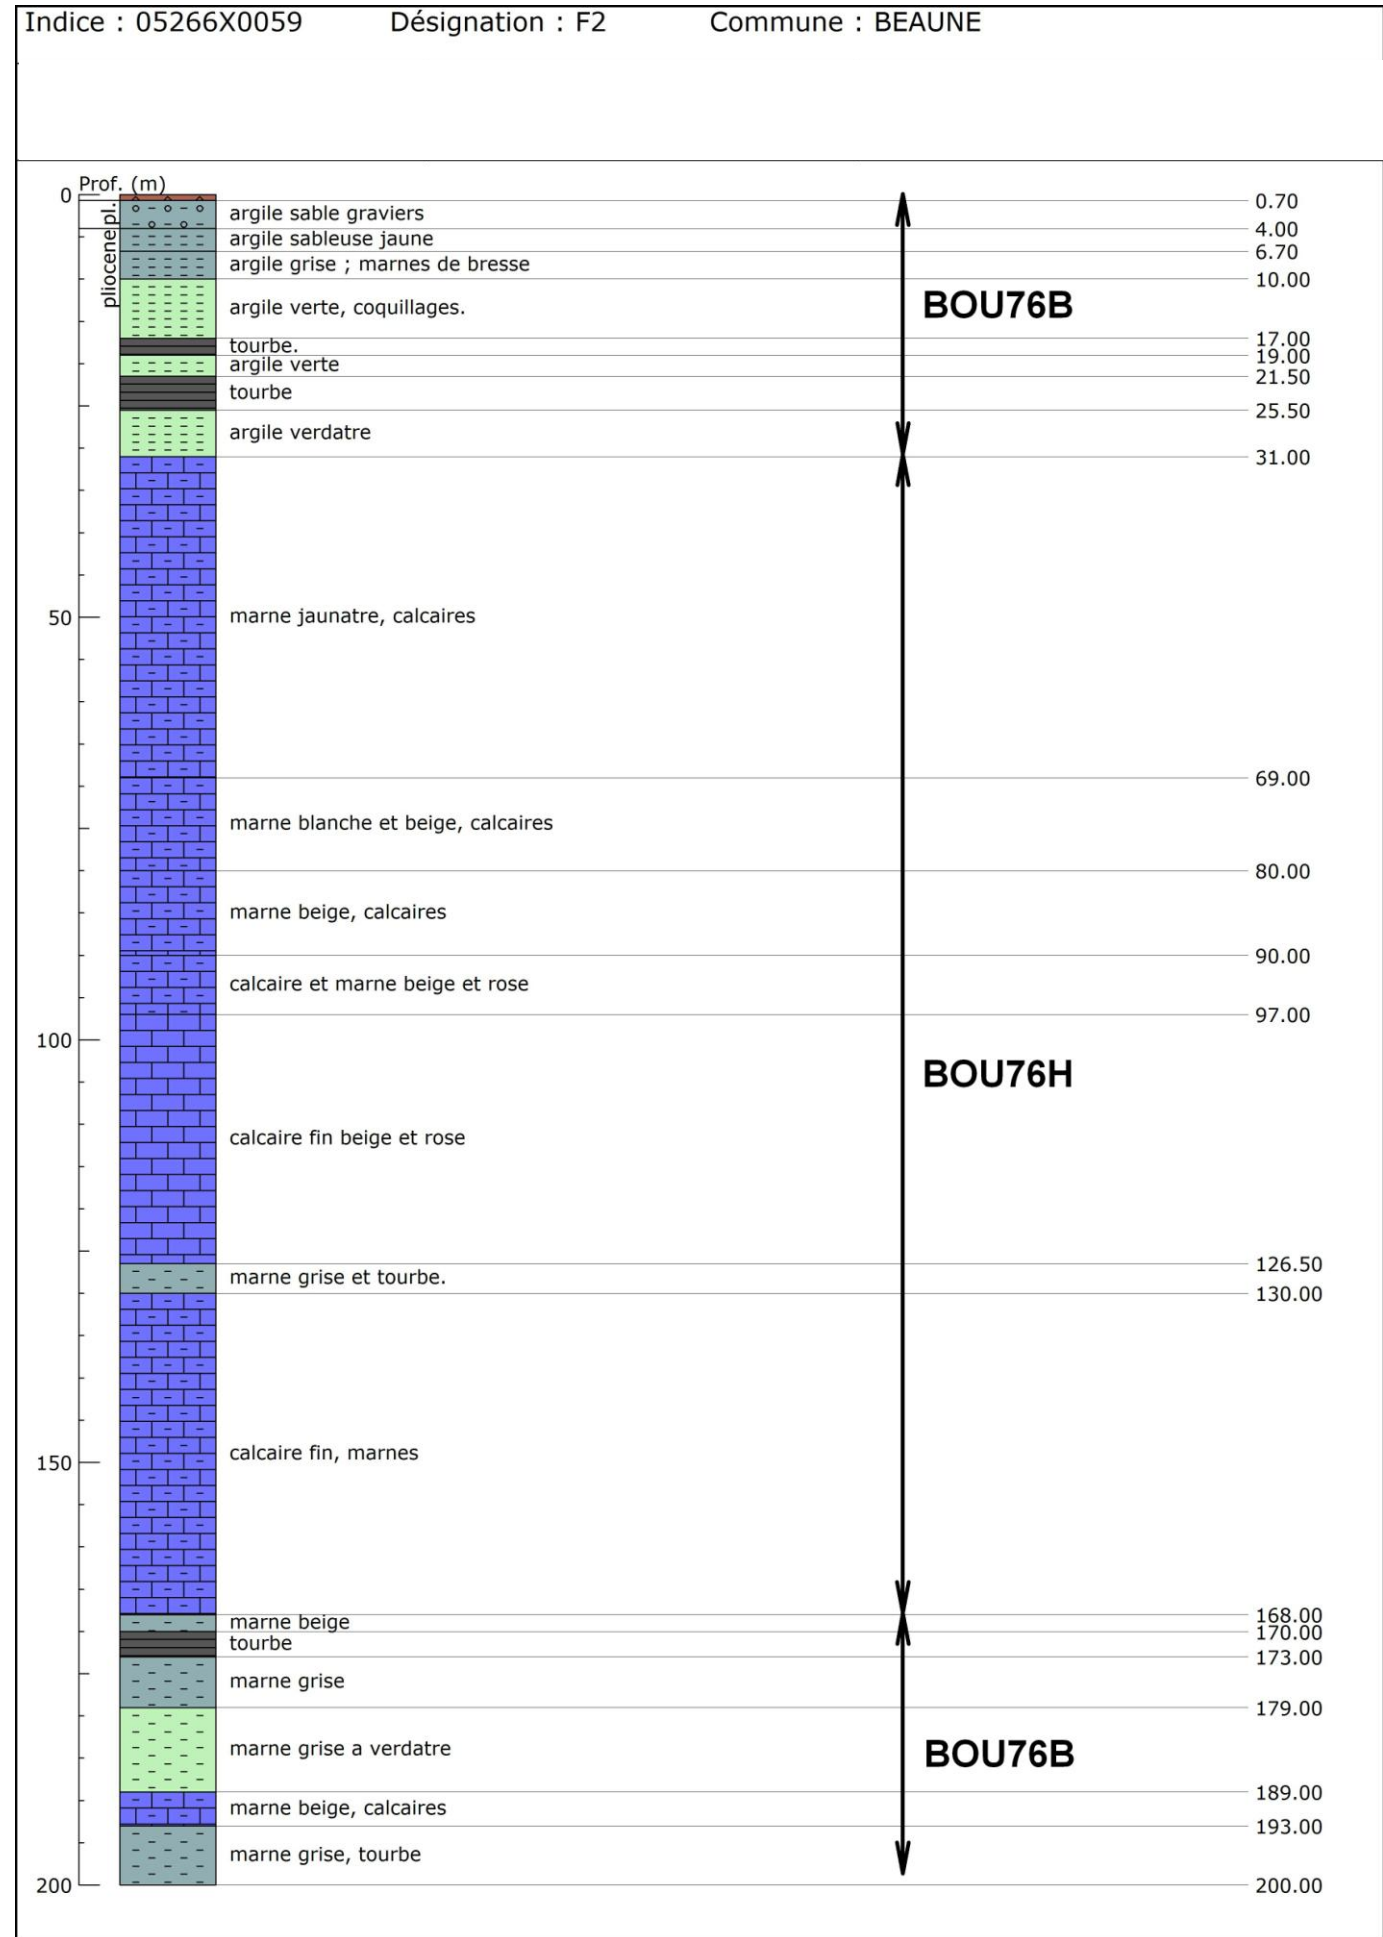 Indice : 05266X0059 Désignation : F2 Commune : BEAUNE
Prof. (m)
0
0.70
pl.
argile sable graviers
4.00
pliocene
argile sableuse jaune
6.70
argile grise ; marnes de bresse
10.00
BOU76B
argile verte, coquillages.
17.00
tourbe.
19.00
argile verte
21.50
tourbe
25.50
argile verdatre
31.00
50
marne jaunatre, calcaires
69.00
marne blanche et beige, calcaires
80.00
marne beige, calcaires
90.00
calcaire et marne beige et rose
97.00
100
BOU76H
calcaire fin beige et rose
126.50
marne grise et tourbe.
130.00
calcaire fin, marnes
150
168.00
marne beige
170.00
tourbe
173.00
marne grise
179.00
marne grise a verdatre
BOU76B
189.00
marne beige, calcaires
193.00
marne grise, tourbe
200
200.00